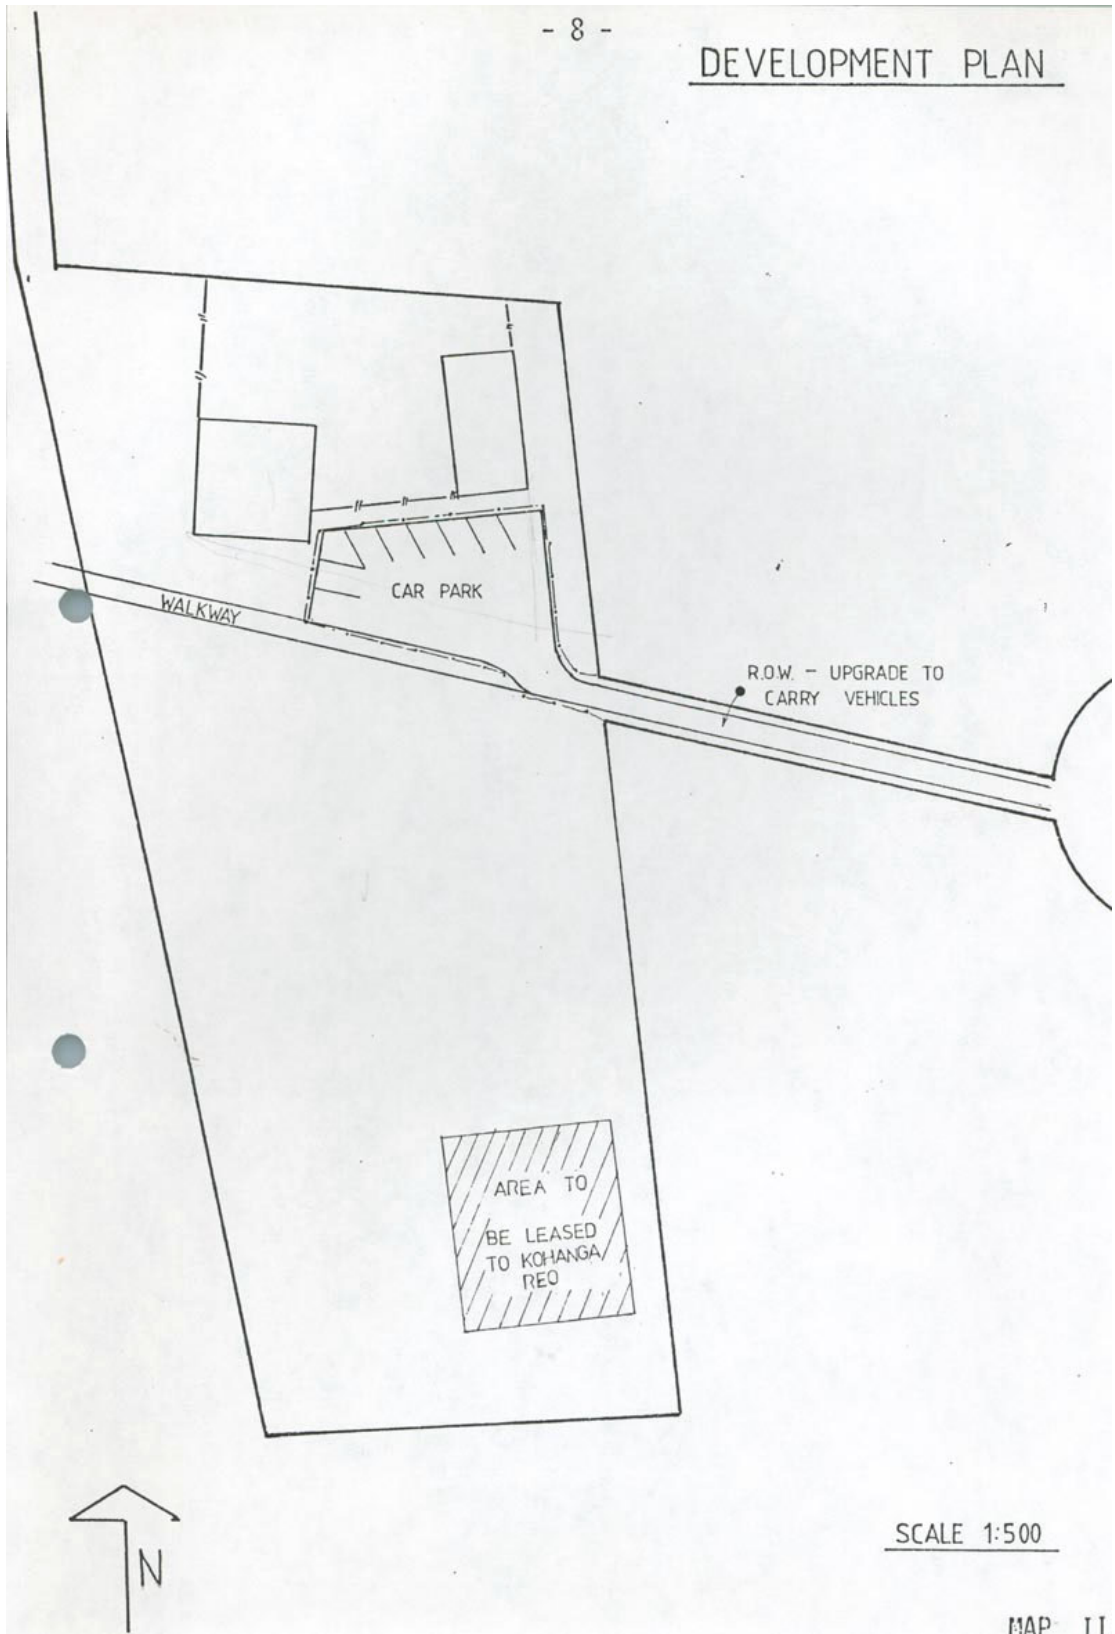 - 8 -
DEVELOPMENT PLAN
CAR PARK
WALKWAY
R.O.W. - UPGRADE TO
CARRY VEHICLES
AREA TO
BE LEASED
TO KOHANGA
REO
N
SCALE 1:500
MAP II